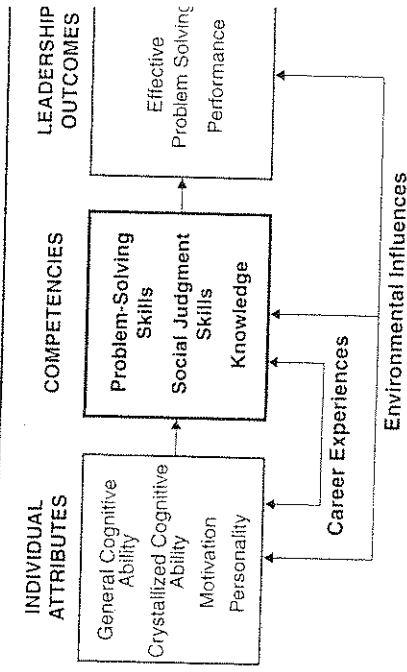 INDIVIDUAL
ATTRIBUTES
General Cognitive
Ability
Crystallized Cognitive
Ability
Motivation
Personality
COMPETENCIES
Problem-Solving
Skills
Social Judgment
Skills
Knowledge
LEADERSHIP
OUTCOMES
Effective
Problem Solving
Performance
Career Experiences
Environmental Influences